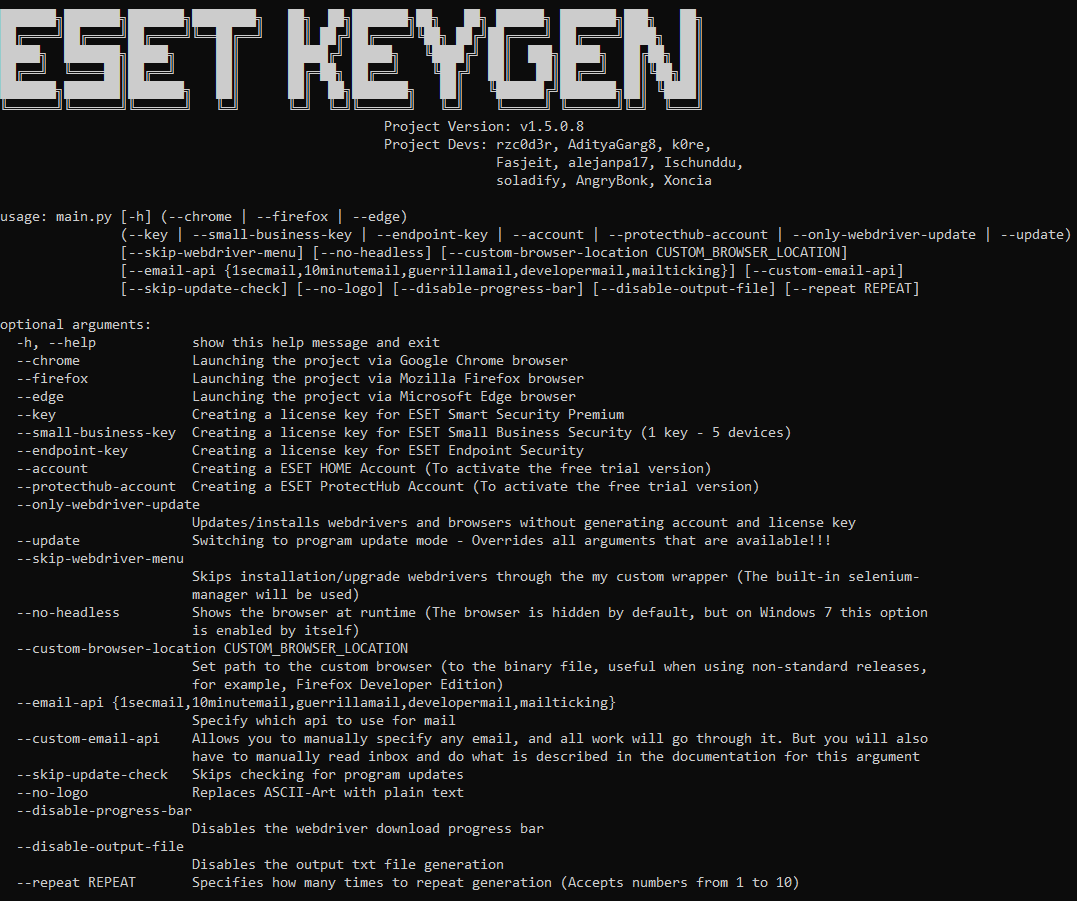 ESET KEYGEN
Project Version: v1.5.0.8
Project Devs: rzc0d3r, AdityaGarg8, k0re,
Fasjeit, alejanpa17, Ischunddu,
soladify, AngryBonk, Xoncia
usage: main.py [-h] (--chrome | --firefox | --edge)
(--key | --small-business-key | --endpoint-key | --account | --protecthub-account | --only-webdriver-update | --update)
[--skip-webdriver-menu] [--no-headless] [--custom-browser-location CUSTOM_BROWSER_LOCATION]
[--email-api {1secmail,10minutemail,guerrillamail,developermail,mailticking}] [--custom-email-api]
[--skip-update-check] [--no-logo] [--disable-progress-bar] [--disable-output-file] [--repeat REPEAT]
optional arguments:
-h, --help show this help message and exit
--chrome Launching the project via Google Chrome browser
--firefox Launching the project via Mozilla Firefox browser
--edge Launching the project via Microsoft Edge browser
--key Creating a license key for ESET Smart Security Premium
--small-business-key Creating a license key for ESET Small Business Security (1 key - 5 devices)
--endpoint-key Creating a license key for ESET Endpoint Security
--account Creating a ESET HOME Account (To activate the free trial version)
--protecthub-account Creating a ESET ProtectHub Account (To activate the free trial version)
--only-webdriver-update
Updates/installs webdrivers and browsers without generating account and license key
--update Switching to program update mode - Overrides all arguments that are available!!!
--skip-webdriver-menu
Skips installation/upgrade webdrivers through the my custom wrapper (The built-in selenium-
manager will be used)
--no-headless Shows the browser at runtime (The browser is hidden by default, but on Windows 7 this option
is enabled by itself)
--custom-browser-location CUSTOM_BROWSER_LOCATION
Set path to the custom browser (to the binary file, useful when using non-standard releases,
for example, Firefox Developer Edition)
--email-api {1secmail,10minutemail,guerrillamail,developermail,mailticking}
Specify which api to use for mail
--custom-email-api Allows you to manually specify any email, and all work will go through it. But you will also
have to manually read inbox and do what is described in the documentation for this argument
--skip-update-check Skips checking for program updates
--no-logo Replaces ASCII-Art with plain text
--disable-progress-bar
Disables the webdriver download progress bar
--disable-output-file
Disables the output txt file generation
--repeat REPEAT Specifies how many times to repeat generation (Accepts numbers from 1 to 10)